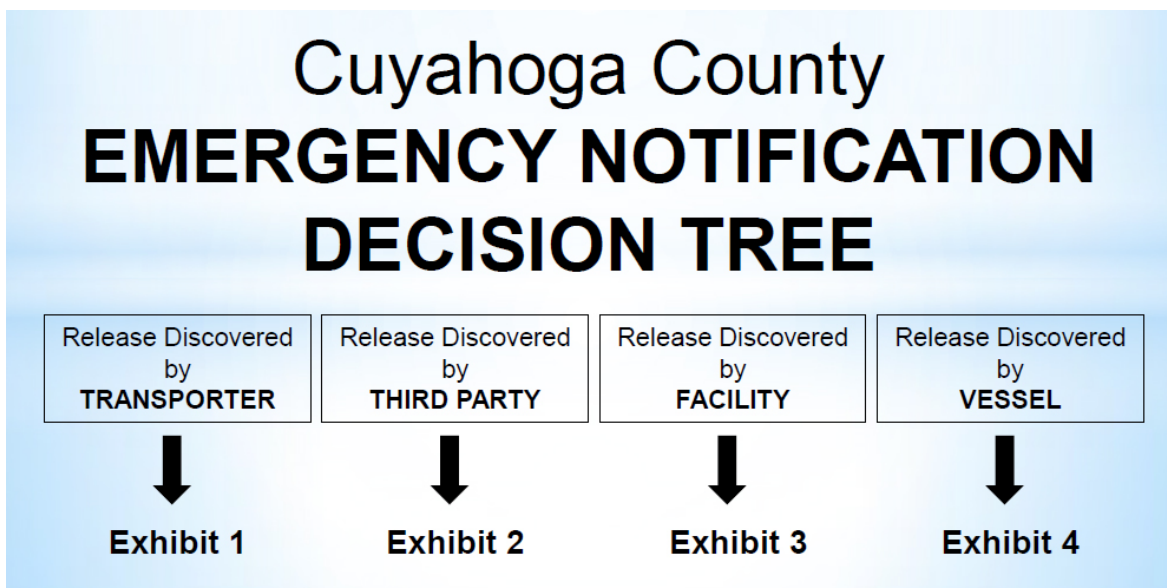 Cuyahoga County
EMERGENCY NOTIFICATION
DECISION TREE
Release Discovered
by
TRANSPORTER
Release Discovered
by
THIRD PARTY
Release Discovered
by
FACILITY
Release Discovered
by
VESSEL
Exhibit 1
Exhibit 2
Exhibit 3
Exhibit 4